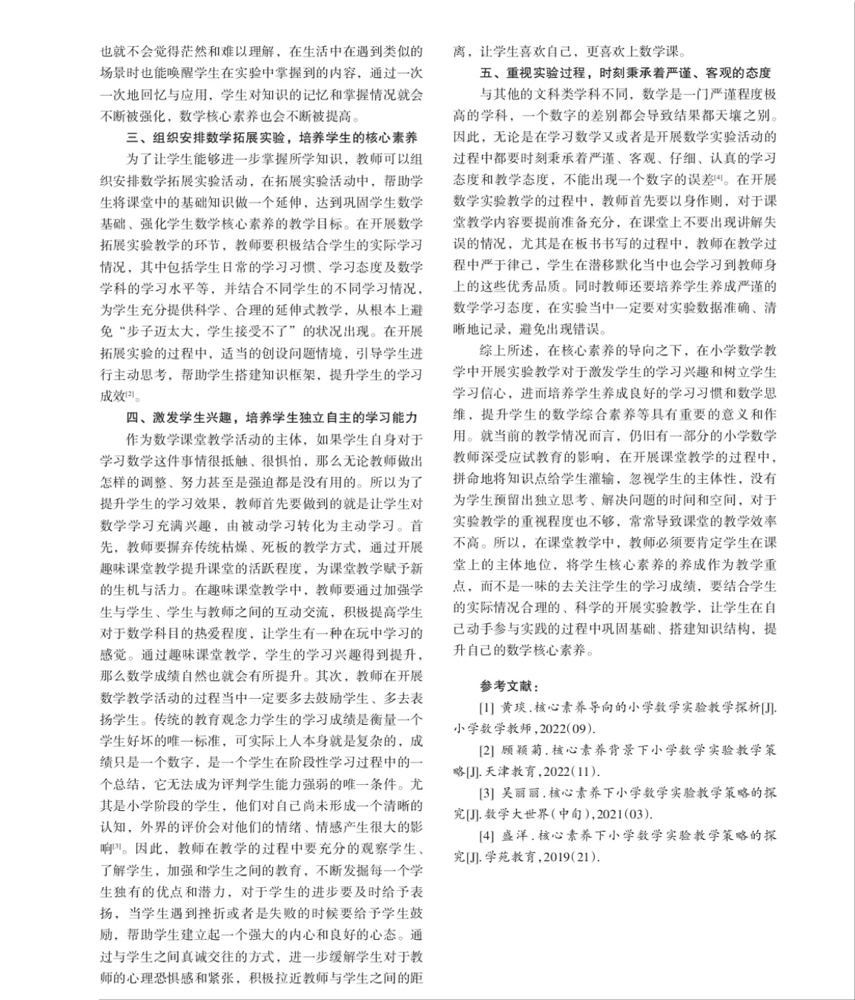 也就不会觉得茫然和难以理解，在生活中在遇到类似的
场景时也能唤醒学生在实验中掌握到的内容，通过一次
一次地回忆与应用，学生对知识的记忆和掌握情况就会
不断被强化，数学核心素养也会不断被提高。
三、组织安排数学拓展实验，培养学生的核心素养
为了让学生能够进一步掌握所学知识，教师可以组
织安排数学拓展实验活动，在拓展实验活动中，帮助学
生将课堂中的基础知识做一个延伸，达到巩固学生数学
基础、强化学生数学核心素养的教学目标。在开展数学
拓展实验教学的环节，教师要积极结合学生的实际学习
情况，其中包括学生日常的学习习惯、学习态度及数学
学科的学习水平等，并结合不同学生的不同学习情况，
为学生充分提供科学、合理的延伸式教学，从根本上避
免“步子迈太大，学生接受不了”的状况出现。在开展
拓展实验的过程中，适当的创设问题情境，引导学生进
行主动思考，帮助学生搭建知识框架，提升学生的学习
成效[2]。
四、激发学生兴趣，培养学生独立自主的学习能力
作为数学课堂教学活动的主体，如果学生自身对于
学习数学这件事情很抵触、很惧怕，那么无论教师做出
怎样的调整、努力甚至是强迫都是没有用的。所以为了
提升学生的学习效果，教师首先要做到的就是让学生对
数学学习充满兴趣，由被动学习转化为主动学习。首
先，教师要摒弃传统枯燥、死板的教学方式，通过开展
趣味课堂教学提升课堂的活跃程度，为课堂教学赋予新
的生机与活力。在趣味课堂教学中，教师要通过加强学
生与学生、学生与教师之间的互动交流，积极提高学生
对于数学科目的热爱程度，让学生有一种在玩中学习的
感觉。通过趣味课堂教学，学生的学习兴趣得到提升，
那么数学成绩自然也就会有所提升。其次，教师在开展
数学教学活动的过程当中一定要多去鼓励学生、多去表
扬学生。传统的教育观念力学生的学习成绩是衡量一个
学生好坏的唯一标准，可实际上人本身就是复杂的，成
绩只是一个数字，是一个学生在阶段性学习过程中的一
个总结，它无法成为评判学生能力强弱的唯一条件。尤
其是小学阶段的学生，他们对自己尚未形成一个清晰的
认知，外界的评价会对他们的情绪、情感产生很大的影
响[3]。因此，教师在教学的过程中要充分的观察学生、
了解学生，加强和学生之间的教育，不断发掘每一个学
生独有的优点和潜力，对于学生的进步要及时给予表
扬，当学生遇到挫折或者是失败的时候要给予学生鼓
励，帮助学生建立起一个强大的内心和良好的心态。通
过与学生之间真诚交往的方式，进一步缓解学生对于教
师的心理恐惧感和紧张，积极拉近教师与学生之间的距
离，让学生喜欢自己，更喜欢上数学课。
五、重视实验过程，时刻秉承着严谨、客观的态度
与其他的文科类学科不同，数学是一门严谨程度极
高的学科，一个数字的差别都会导致结果都天壤之别。
因此，无论是在学习数学又或者是开展数学实验活动的
过程中都要时刻秉承着严谨、客观、仔细、认真的学习
态度和教学态度，不能出现一个数字的误差[4]。在开展
数学实验教学的过程中，教师首先要以身作则，对于课
堂教学内容要提前准备充分，在课堂上不要出现讲解失
误的情况，尤其是在板书书写的过程中，教师在教学过
程中严于律己，学生在潜移默化当中也会学习到教师身
上的这些优秀品质。同时教师还要培养学生养成严谨的
数学学习态度，在实验当中一定要对实验数据准确、清
晰地记录，避免出现错误。
综上所述，在核心素养的导向之下，在小学数学教
学中开展实验教学对于激发学生的学习兴趣和树立学生
学习信心，进而培养学生养成良好的学习习惯和数学思
维，提升学生的数学综合素养等具有重要的意义和作
用。就当前的教学情况而言，仍旧有一部分的小学数学
教师深受应试教育的影响，在开展课堂教学的过程中，
拼命地将知识点给学生灌输，忽视学生的主体性，没有
为学生预留出独立思考、解决问题的时间和空间，对于
实验教学的重视程度也不够，常常导致课堂的教学效率
不高。所以，在课堂教学中，教师必须要肯定学生在课
堂上的主体地位，将学生核心素养的养成作为教学重
点，而不是一味的去关注学生的学习成绩，要结合学生
的实际情况合理的、科学的开展实验教学，让学生在自
己动手参与实践的过程中巩固基础、搭建知识结构，提
升自己的数学核心素养。
参考文献：
[1] 黄琰.核心素养导向的小学数学实验教学探析[J].
小学数学教师,2022(09).
[2] 顾颖菊.核心素养背景下小学数学实验教学策
略[J].天津教育,2022(11).
[3] 吴丽丽.核心素养下小学数学实验教学策略的探
究[J].数学大世界(中旬),2021(03).
[4] 盛洋.核心素养下小学数学实验教学策略的探
究[J].学苑教育,2019(21).